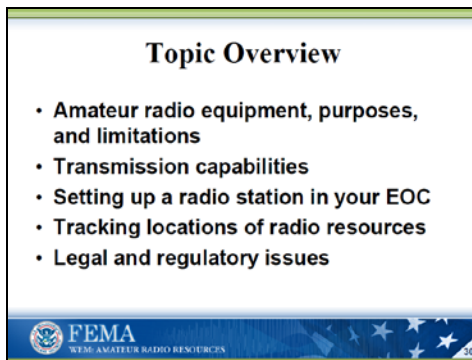 Topic Overview
• Amateur radio equipment, purposes,
and limitations
• Transmission capabilities
• Setting up a radio station in your EOC
• Tracking locations of radio resources
• Legal and regulatory issues
FEMA
WEM: AMATEUR RADIO RESOURCES